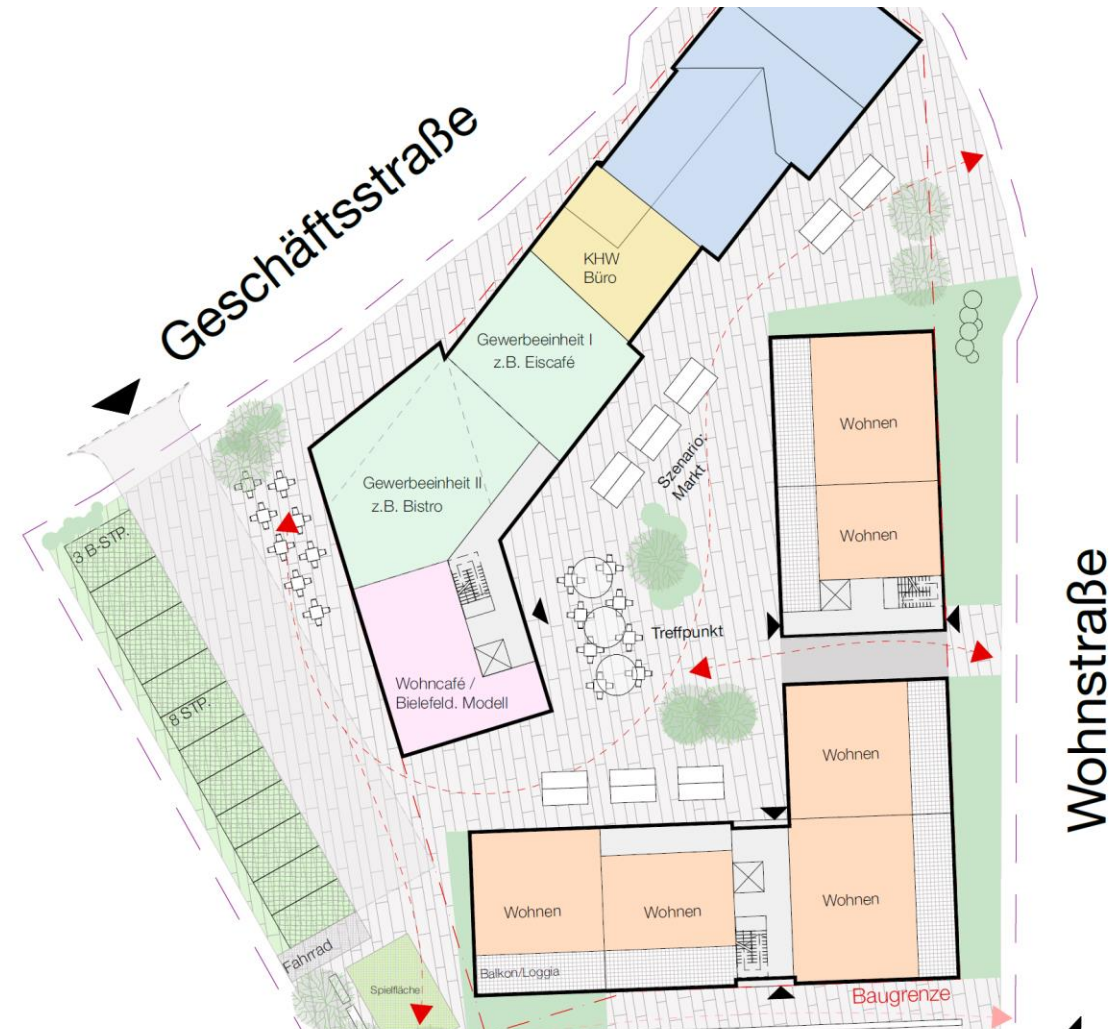 Geschäftsstraße
KHW
Büro
Gewerbeeinheit I
z.B. Eiscafé
Gewerbeeinheit II
z.B. Bistro
Szenario:
Markt
Wohnen
Wohnen
3 B-STP.
8 STP.
Treffpunkt
Wohncafé /
Bielefeld. Modell
Wohnstraße
Wohnen
Wohnen
Wohnen
Wohnen
Balkon/Loggia
Fahrrad
Spielfläche
Baugrenze